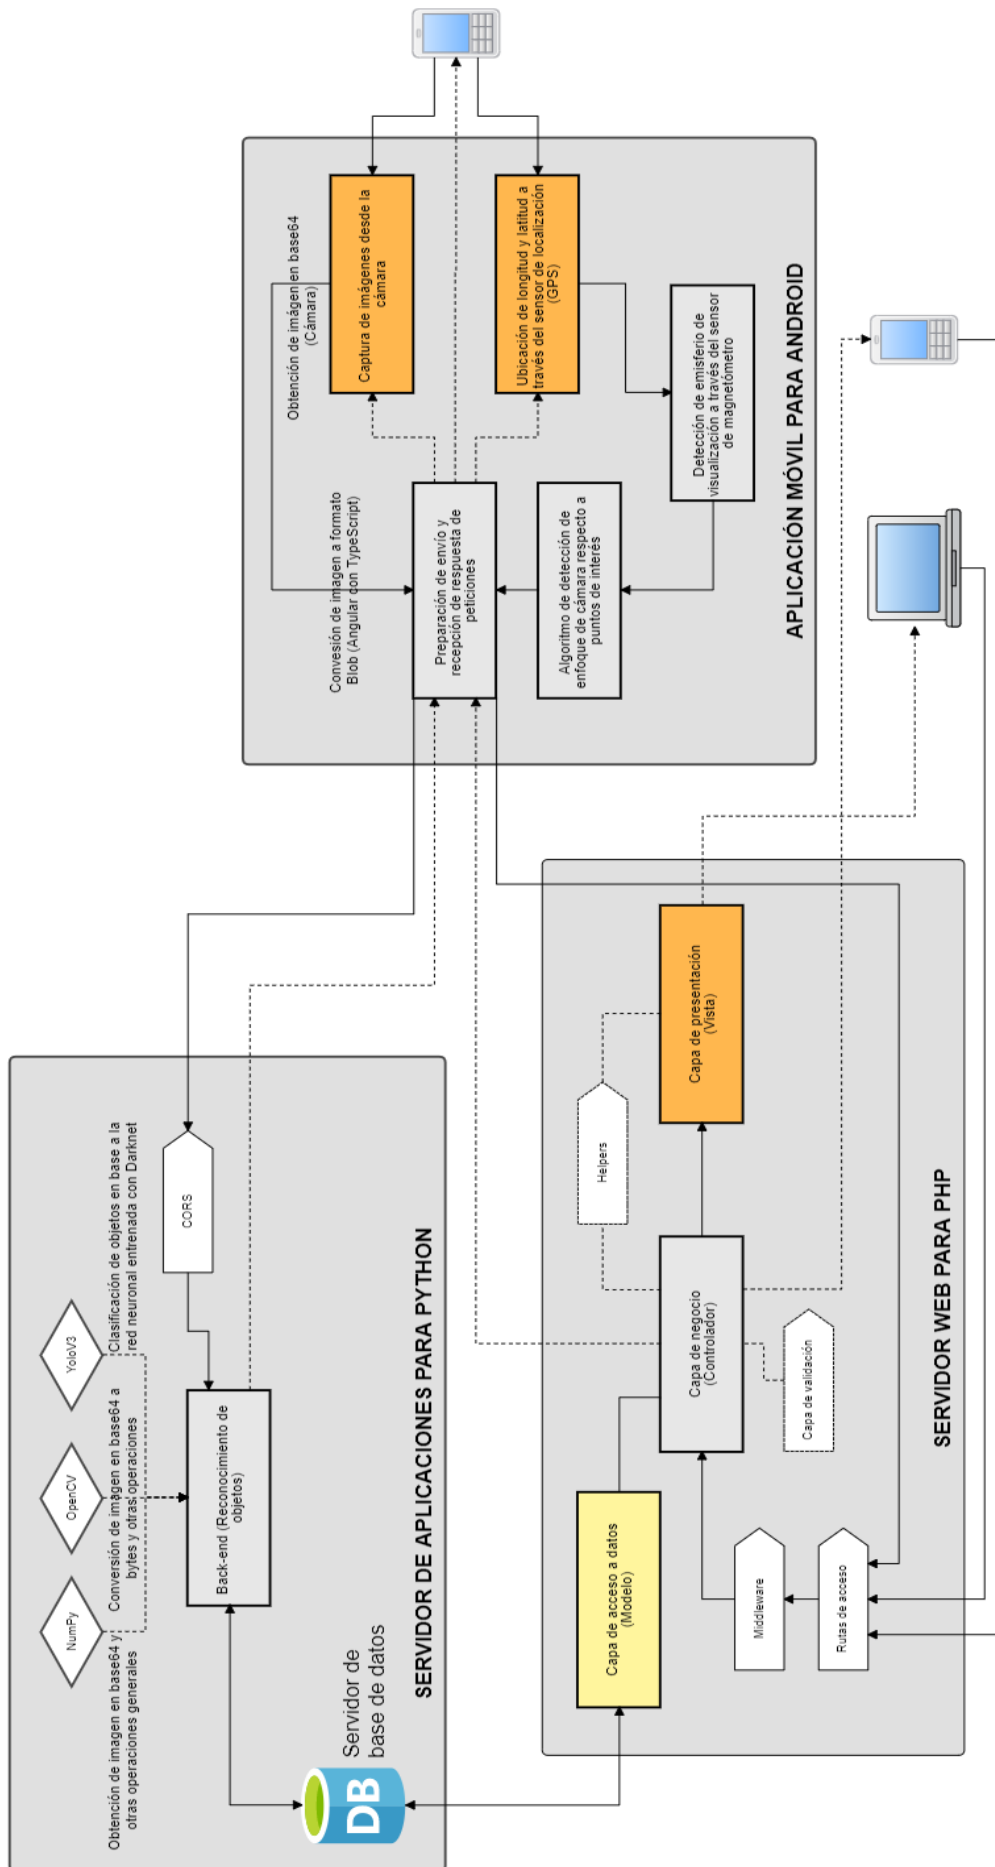 Obtención de imagen en base64 y
otras operaciones generales
NumPy
Conversión de imagen en base64 a
bytes y otras operaciones
OpenCV
Clasificación de objetos en base a la
red neuronal entrenada con Darknet
YoloV3
CORS
Back-end (Reconocimiento de
objetos)
DB
Servidor de
base de datos
SERVIDOR DE APLICACIONES PARA PYTHON
Obtención de imágen en base64
(Cámara)
Captura de imágenes desde la
cámara
Convesión de imagen a formato
Blob (Angular con TypeScript)
Preparación de envío y
recepción de respuesta de
peticiones
Ubicación de longitud y latitud a
través del sensor de localización
(GPS)
Algoritmo de detección de
enfoque de cámara respecto a
puntos de interés
Detección de emisferio de
visualización a través del sensor
de magnetómetro
APLICACIÓN MÓVIL PARA ANDROID
Capa de acceso a datos
(Modelo)
Capa de negocio
(Controlador)
Capa de presentación
(Vista)
Helpers
Middleware
Rutas de acceso
Capa de validación
SERVIDOR WEB PARA PHP